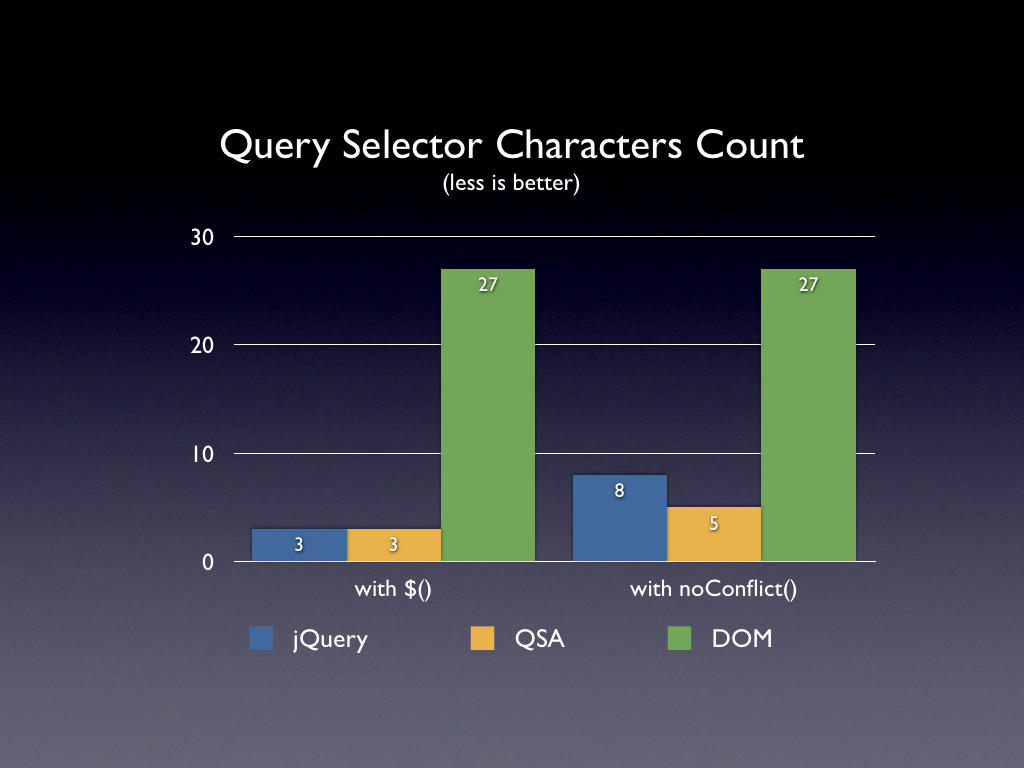 Query Selector Characters Count
(less is better)
30
20
10
0
27
27
3
3
8
5
with $()
with noConflict()
jQuery
QSA
DOM